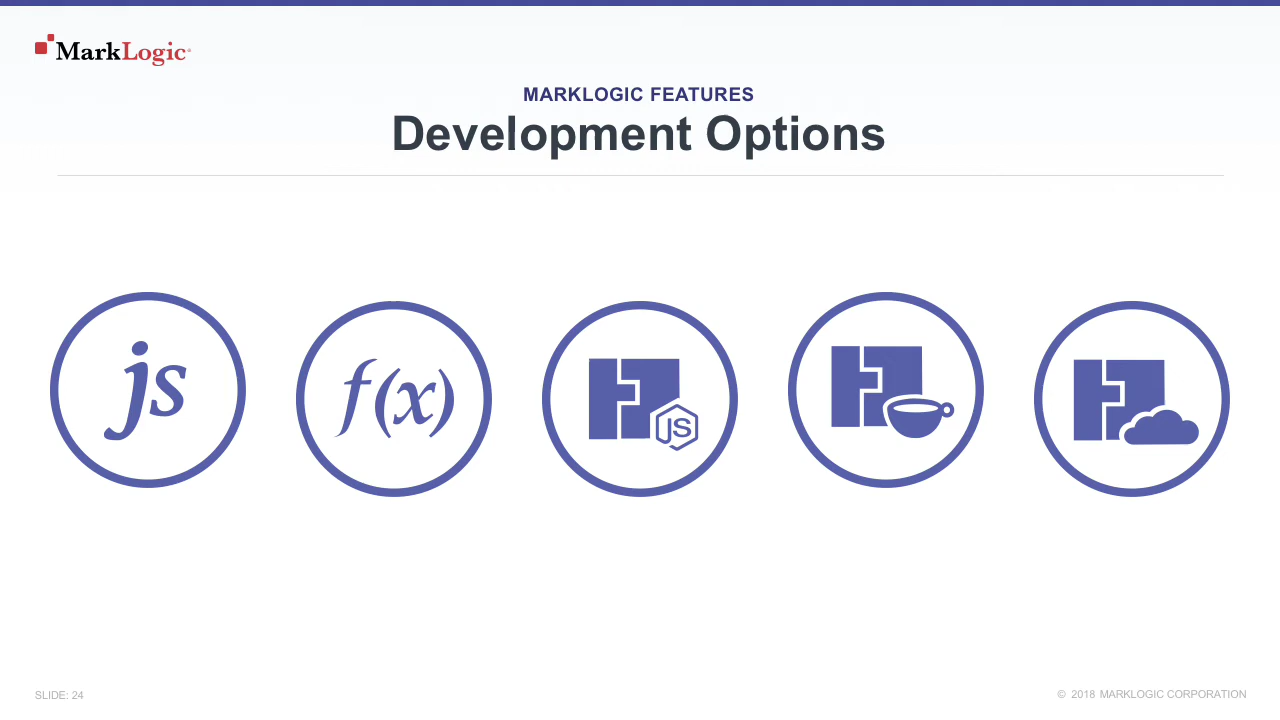 MarkLogic®
MARKLOGIC FEATURES
Development Options
js
f(x)
JS
SLIDE: 24
© 2018 MARKLOGIC CORPORATION